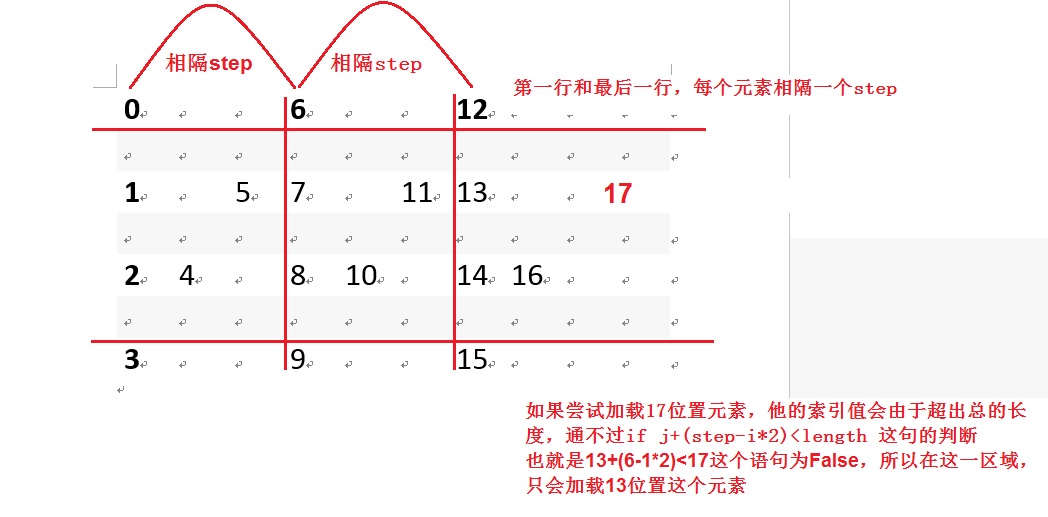 相隔step 相隔step
第一行和最后一行，每个元素相隔一个step
0 6 12
1 5 7 11 13 17
2 4 8 10 14 16
3 9 15
如果尝试加载17位置元素，他的索引值会由于超出总的长
度，通不过if j+(step-i*2)<length 这句的判断
也就是13+(6-1*2)<17这个语句为False，所以在这一区域，
只会加载13位置这个元素